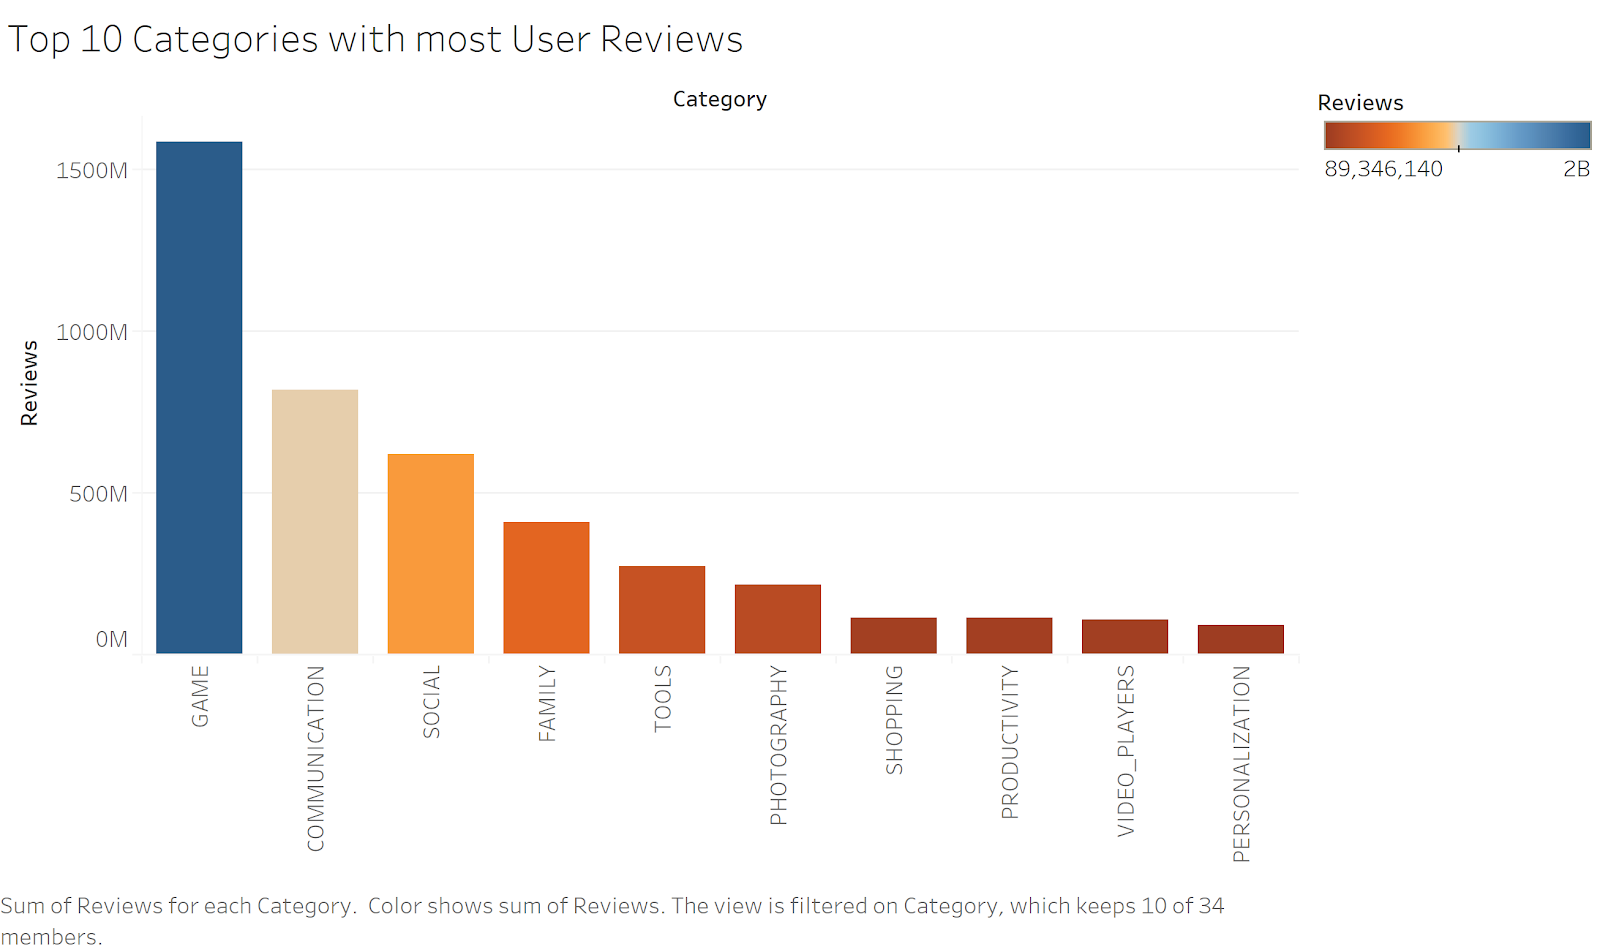 Top 10 Categories with most User Reviews
Category
Reviews
89,346,140 2B
Reviews
1500M
1000M
500M
0M
GAME
COMMUNICATION
SOCIAL
FAMILY
TOOLS
PHOTOGRAPHY
SHOPPING
PRODUCTIVITY
VIDEO_PLAYERS
PERSONALIZATION
Sum of Reviews for each Category.  Color shows sum of Reviews. The view is filtered on Category, which keeps 10 of 34
members.